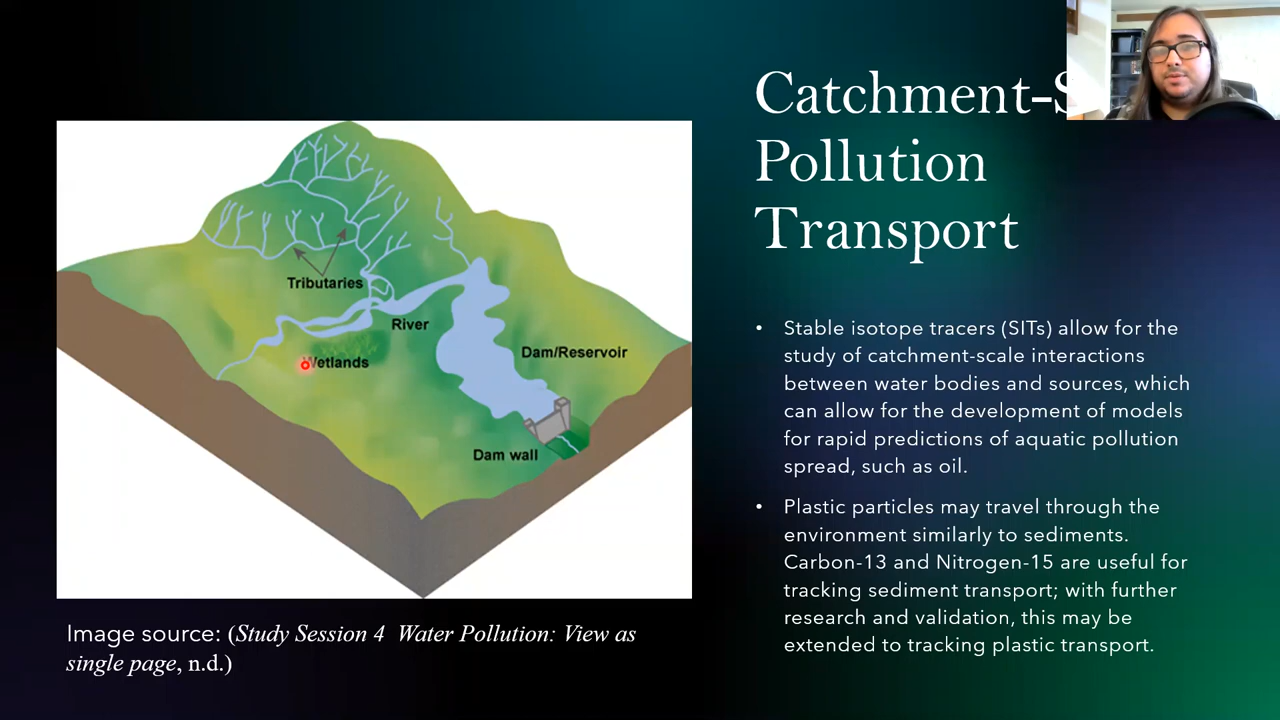 Catchment-S
Pollution
Transport
Tributaries
River
Wetlands
Dam/Reservoir
Dam wall
• Stable isotope tracers (SITs) allow for the
study of catchment-scale interactions
between water bodies and sources, which
can allow for the development of models
for rapid predictions of aquatic pollution
spread, such as oil.
• Plastic particles may travel through the
environment similarly to sediments.
Carbon-13 and Nitrogen-15 are useful for
tracking sediment transport; with further
research and validation, this may be
extended to tracking plastic transport.
Image source: (Study Session 4 Water Pollution: View as
single page, n.d.)